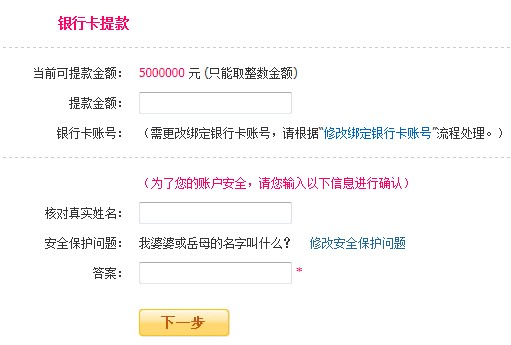 银行卡提款
当前可提款金额： 5000000 元 (只能取整数金额)
提款金额：
银行卡账号： （需更改绑定银行卡账号，请根据“修改绑定银行卡账号”流程处理。）
（为了您的账户安全，请您输入以下信息进行确认）
核对真实姓名：
安全保护问题： 我婆婆或岳母的名字叫什么？ 修改安全保护问题
答案： *
下一步